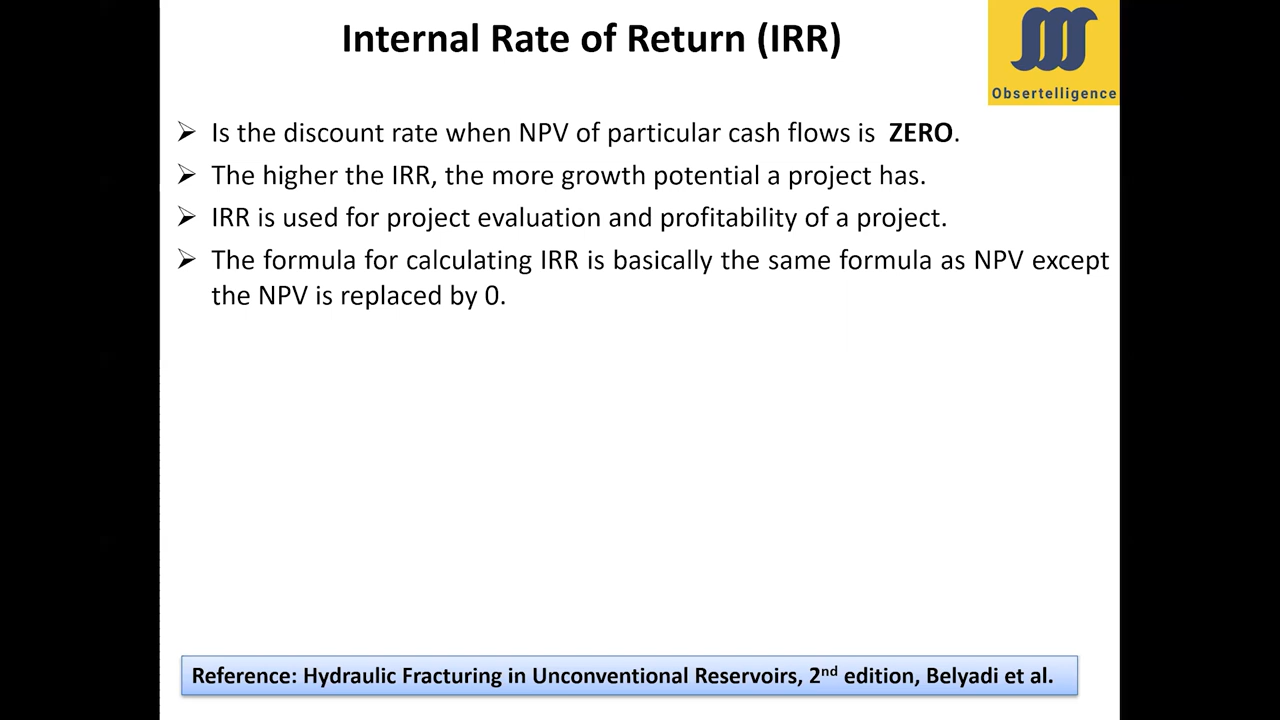 Internal Rate of Return (IRR)
Obsertelligence
➢ Is the discount rate when NPV of particular cash flows is ZERO.
➢ The higher the IRR, the more growth potential a project has.
➢ IRR is used for project evaluation and profitability of a project.
➢ The formula for calculating IRR is basically the same formula as NPV except
the NPV is replaced by 0.
Reference: Hydraulic Fracturing in Unconventional Reservoirs, 2nd edition, Belyadi et al.